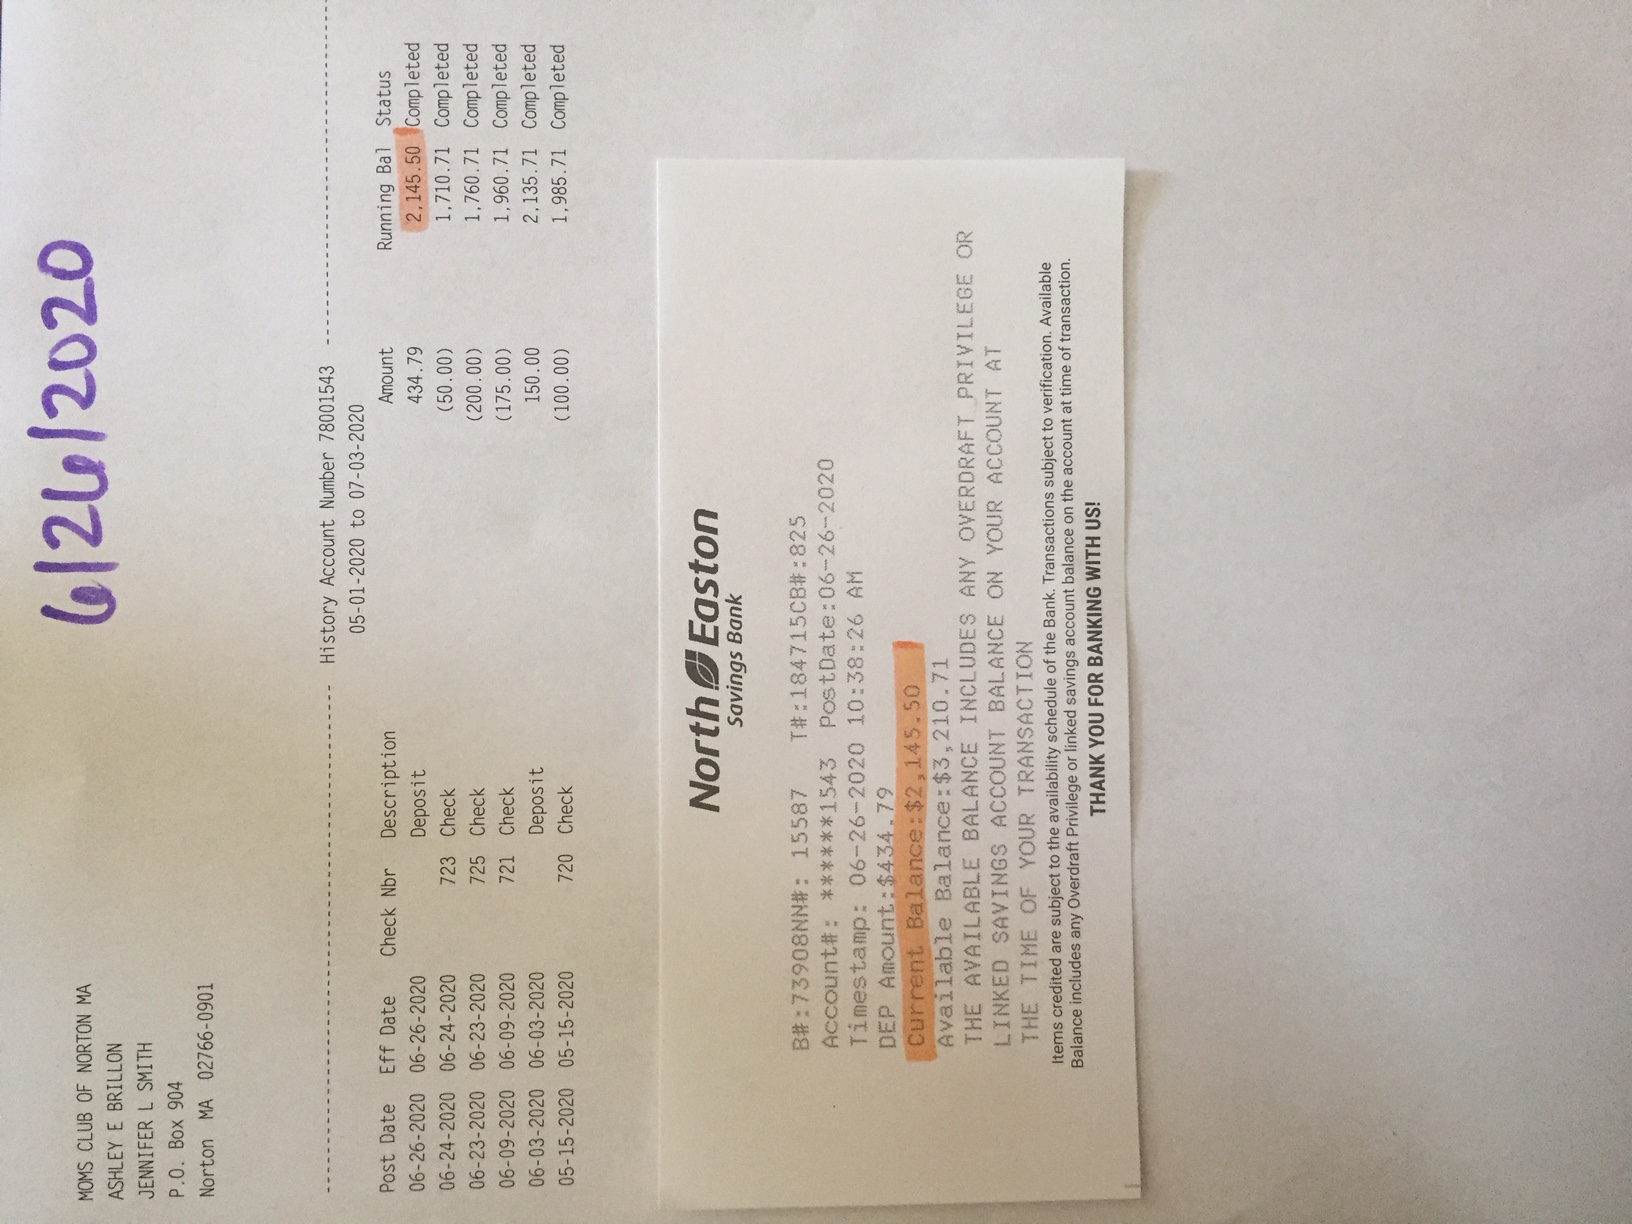 6/26/2020
MOMS CLUB OF NORTON MA
ASHLEY E BRILLON
JENNIFER L SMITH
P.O. Box 904
Norton MA 02766-0901
History Account Number 78001543
05-01-2020 to 07-03-2020
Post Date Eff Date Check Nbr Description Amount Running Bal Status
06-26-2020 06-26-2020 Deposit 434.79 2,145.50 Completed
06-24-2020 06-24-2020 723 Check (50.00) 1,710.71 Completed
06-23-2020 06-23-2020 725 Check (200.00) 1,760.71 Completed
06-09-2020 06-09-2020 721 Check (175.00) 1,960.71 Completed
06-03-2020 06-03-2020 Deposit 150.00 2,135.71 Completed
05-15-2020 05-15-2020 720 Check (100.00) 1,985.71 Completed
North Easton
Savings Bank
B#:73908NN#: 15587 T#:184715CB#:825
Account#: ******1543 PostDate:06-26-2020
Timestamp: 06-26-2020 10:38:26 AM
DEP Amount:$434.79
Current Balance:$2,145.50
Available Balance:$3,210.71
THE AVAILABLE BALANCE INCLUDES ANY OVERDRAFT PRIVILEGE OR
LINKED SAVINGS ACCOUNT BALANCE ON YOUR ACCOUNT AT
THE TIME OF YOUR TRANSACTION
Items credited are subject to the availability schedule of the Bank. Transactions subject to verification. Available
Balance includes any Overdraft Privilege or linked savings account balance on the account at time of transaction.
THANK YOU FOR BANKING WITH US!